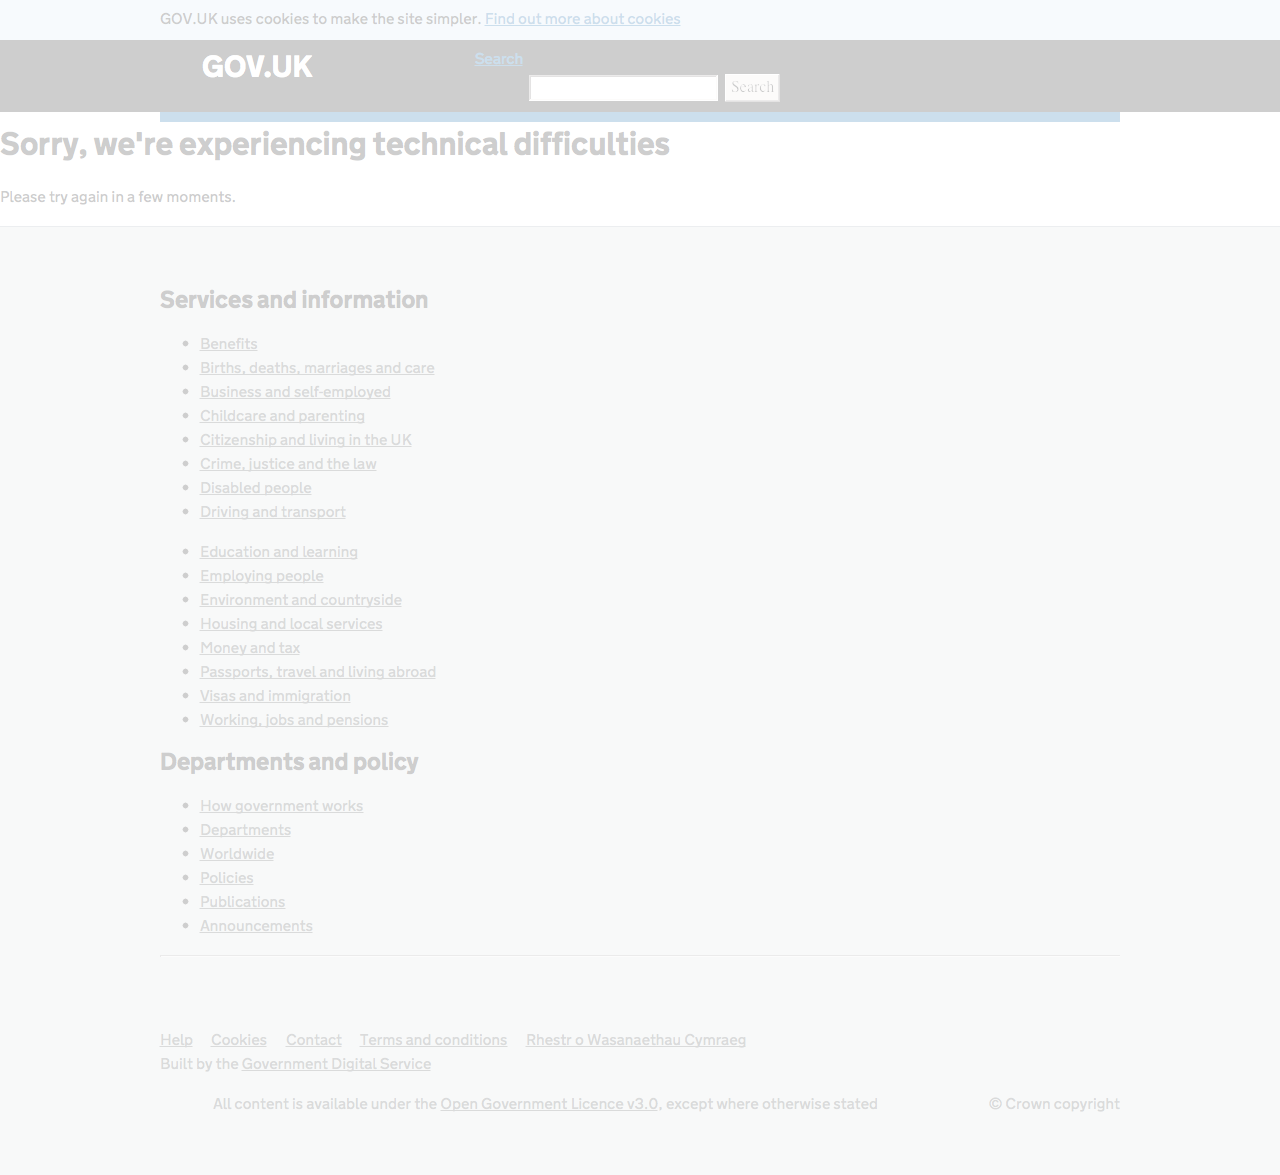 GOV.UK uses cookies to make the site simpler. Find out more about cookies
GOV.UK
Search
Search
Sorry, we're experiencing technical difficulties
Please try again in a few moments.
Services and information
Benefits
Births, deaths, marriages and care
Business and self-employed
Childcare and parenting
Citizenship and living in the UK
Crime, justice and the law
Disabled people
Driving and transport
Education and learning
Employing people
Environment and countryside
Housing and local services
Money and tax
Passports, travel and living abroad
Visas and immigration
Working, jobs and pensions
Departments and policy
How government works
Departments
Worldwide
Policies
Publications
Announcements
Help Cookies Contact Terms and conditions Rhestr o Wasanaethau Cymraeg
Built by the Government Digital Service
All content is available under the Open Government Licence v3.0, except where otherwise stated © Crown copyright